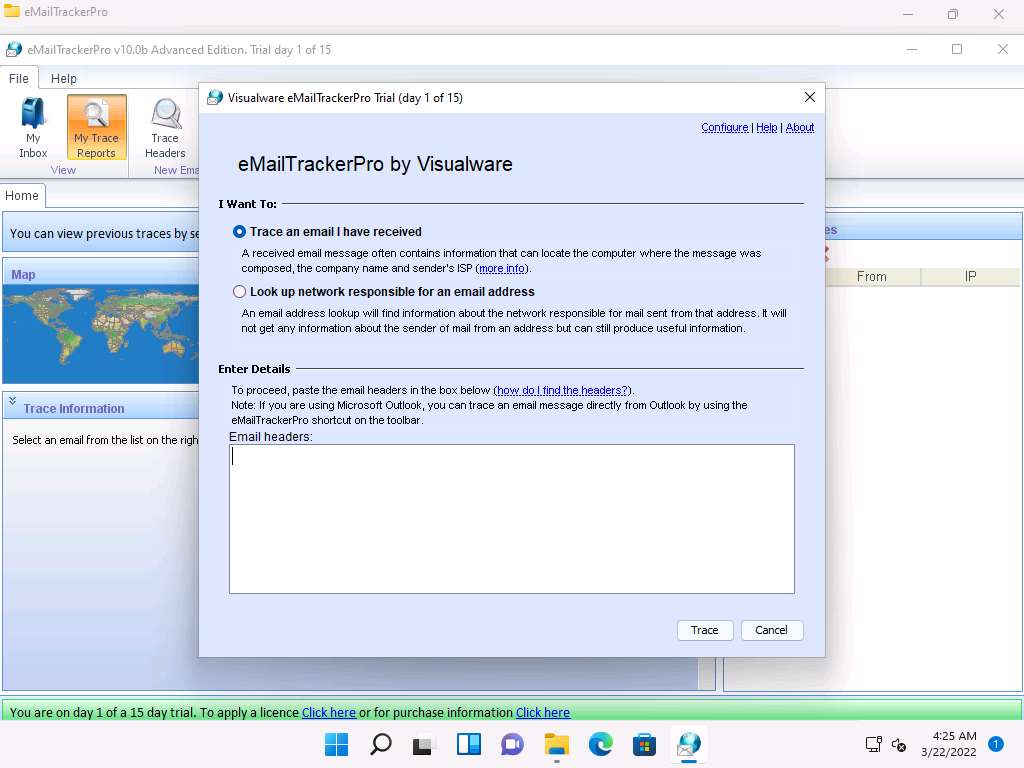 eMailTrackerPro
eMailTrackerPro v10.0b Advanced Edition. Trial day 1 of 15
File
Help
My
Inbox
My Trace
Reports
Trace
Headers
View
New Ema
Home
You can view previous traces by se
Map
Trace Information
Select an email from the list on the righ
Visualware eMailTrackerPro Trial (day 1 of 15)
Configure | Help | About
eMailTrackerPro by Visualware
I Want To:
Trace an email I have received
A received email message often contains information that can locate the computer where the message was
composed, the company name and sender's ISP (more info).
Look up network responsible for an email address
An email address lookup will find information about the network responsible for mail sent from that address. It will
not get any information about the sender of mail from an address but can still produce useful information.
Enter Details
To proceed, paste the email headers in the box below (how do I find the headers?).
Note: If you are using Microsoft Outlook, you can trace an email message directly from Outlook by using the
eMailTrackerPro shortcut on the toolbar.
Email headers:
Trace
Cancel
es
From
IP
You are on day 1 of a 15 day trial. To apply a licence Click here or for purchase information Click here
4:25 AM
3/22/2022
1